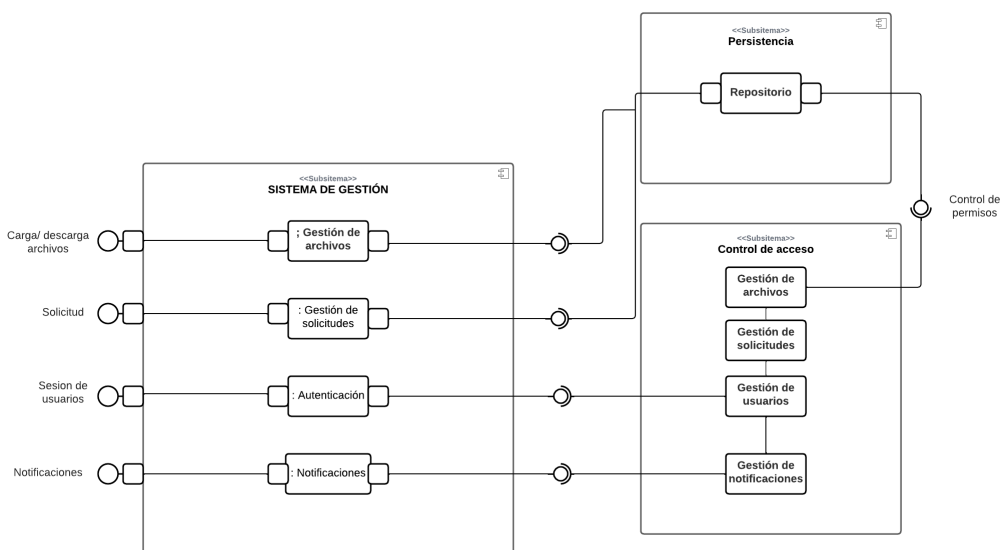 <<Subsitema>>
Persistencia
Repositorio
<<Subsitema>>
SISTEMA DE GESTIÓN
Carga/ descarga
archivos
; Gestión de
archivos
Solicitud
: Gestión de
solicitudes
Sesion de
usuarios
: Autenticación
Notificaciones
: Notificaciones
Control de
permisos
<<Subsitema>>
Control de acceso
Gestión de
archivos
Gestión de
solicitudes
Gestión de
usuarios
Gestión de
notificaciones